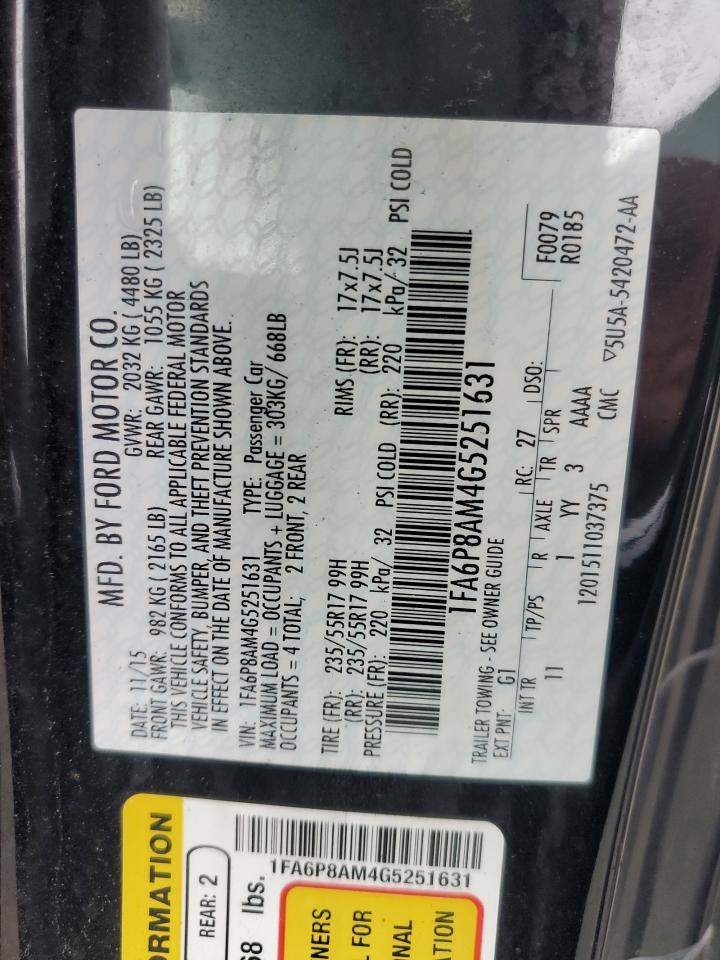 MFD. BY FORD MOTOR CO.
DATE: 11/15 GVWR: 2032 KG ( 4480 LB)
FRONT GAWR: 982 KG ( 2165 LB) REAR GAWR: 1055 KG ( 2325 LB)
THIS VEHICLE CONFORMS TO ALL APPLICABLE FEDERAL MOTOR
VEHICLE SAFETY, BUMPER, AND THEFT PREVENTION STANDARDS
IN EFFECT ON THE DATE OF MANUFACTURE SHOWN ABOVE.
VIN: 1FA6P8AM4G5251631 TYPE: Passenger Car
MAXIMUM LOAD = OCCUPANTS + LUGGAGE = 303KG/ 668LB
OCCUPANTS = 4 TOTAL; 2 FRONT, 2 REAR
TIRE (FR): 235/55R17 99H RIMS (FR): 17x7.5J
(RR): 235/55R17 99H (RR): 17x7.5J
PRESSURE (FR): 220 kPa/ 32 PSI COLD (RR): 220 kPa/ 32 PSI COLD
1FA6P8AM4G5251631
TRAILER TOWING - SEE OWNER GUIDE
EXT PNT: G1 RC: 27 DSO: F0079
INT TR TP/PS R AXLE TR SPR R0185
11 1 YY 3 AAAA
1201511037375 CMC ▽5U5A-5420472-AA
ORMATION
REAR: 2
68 lbs.
1FA6P8AM4G5251631
NERS
L FOR
NAL
TION